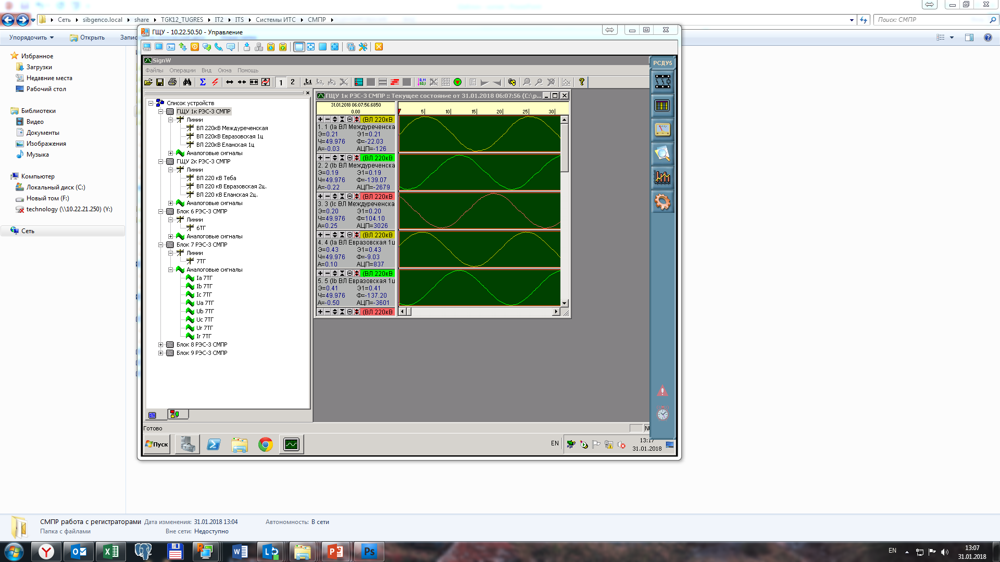 Сеть
sibgenco.local
share
TGK12_TUGRES
IT2
ITS
Системы ИТС
СМПР
Поиск: СМПР
Упорядочить
Открыть
Избранное
Загрузки
Недавние места
Рабочий стол
Библиотеки
Видео
Документы
Изображения
Музыка
Компьютер
Локальный диск (C:)
Новый том (F:)
technology (\\10.22.21.250) (Y:)
Сеть
ГЩУ - 10.22.50.50 - Управление
SignW
Файлы Операции Вид Окна Помощь
1 2
РСДУ5
Список устройств
ГЩУ 1к РЭС-3 СМПР
Линии
ВЛ 220кВ Междуреченская
ВЛ 220кВ Евразовская 1ц
ВЛ 220кВ Еланская 1ц
Аналоговые сигналы
ГЩУ 2к РЭС-3 СМПР
Линии
ВЛ 220 кВ Теба
ВЛ 220 кВ Евразовская 2ц.
ВЛ 220 кВ Еланская 2ц.
Аналоговые сигналы
Блок 6 РЭС-3 СМПР
Линии
6ТГ
Аналоговые сигналы
Блок 7 РЭС-3 СМПР
Линии
7ТГ
Аналоговые сигналы
Ia 7ТГ
Ib 7ТГ
Ic 7ТГ
Ua 7ТГ
Ub 7ТГ
Uc 7ТГ
Ur 7ТГ
Ir 7ТГ
Блок 8 РЭС-3 СМПР
Блок 9 РЭС-3 СМПР
ГЩУ 1к РЭС-3 СМПР :: Текущее состояние от 31.01.2018 06:07:56 (C:\p...
31.01.2018 06:07:56.6850
0.00
5 10 15 20 25 30
(ВЛ 220кВ
1. 1 (Ia ВЛ Междуреченска
Э=0.21 Э1=0.21
Ч=49.976 Ф=-22.03
А=-0.03 АЦП=-126
(ВЛ 220кВ
2. 2 (Ib ВЛ Междуреченска
Э=0.19 Э1=0.19
Ч=49.976 Ф=-139.07
А=-0.22 АЦП=-2679
(ВЛ 220кВ
3. 3 (Ic ВЛ Междуреченска
Э=0.20 Э1=0.20
Ч=49.976 Ф=104.10
А=0.25 АЦП=3026
(ВЛ 220кВ
4. 4 (Ia ВЛ Евразовская 1ц
Э=0.43 Э1=0.43
Ч=49.976 Ф=-9.03
А=0.10 АЦП=837
(ВЛ 220кВ
5. 5 (Ib ВЛ Евразовская 1ц
Э=0.41 Э1=0.41
Ч=49.976 Ф=-137.20
А=-0.50 АЦП=-3601
(ВЛ 220кВ
Готово
Пуск
EN
13:17
31.01.2018
СМПР работа с регистраторами Дата изменения: 31.01.2018 13:04 Автономность: В сети
Папка с файлами Вне сети: Недоступно
EN
13:07
31.01.2018